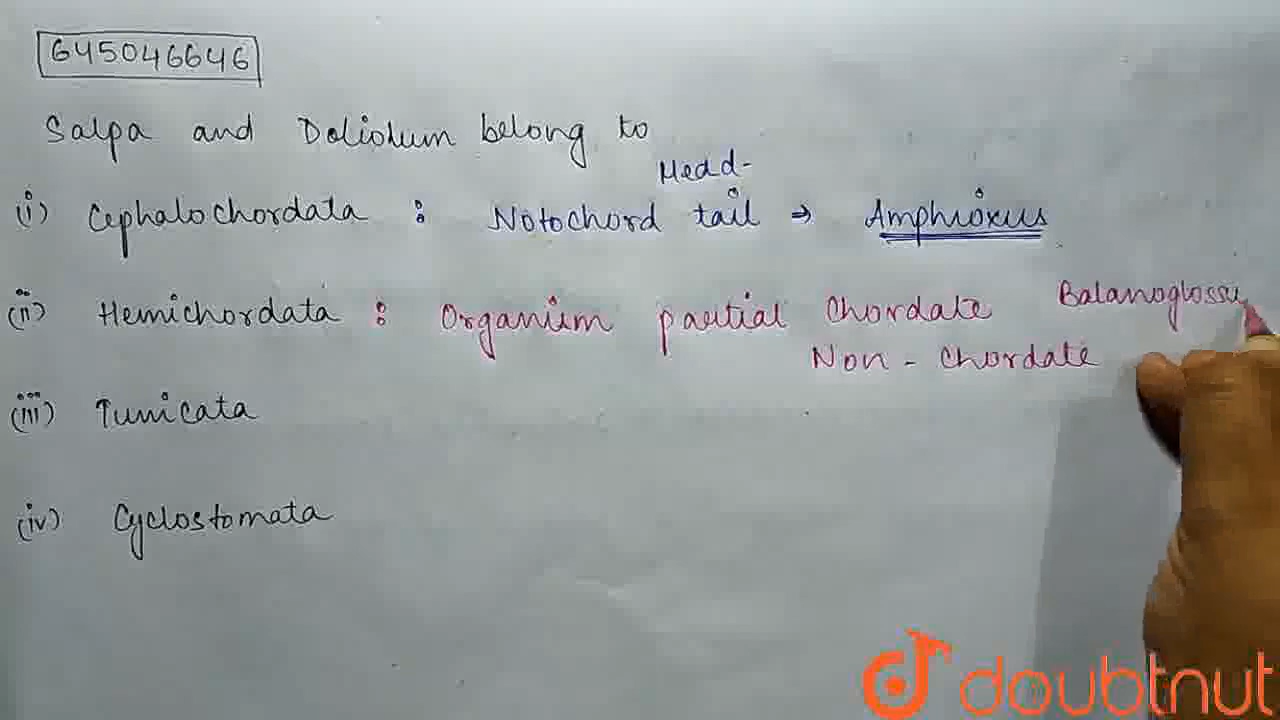 645046646
Salpa and Doliolum belong to
Head-
(i) Cephalochordata : Notochord tail ⇒ Amphioxus
(ii) Hemichordata : Organism partial Chordate Balanoglossu
Non - Chordate
(iii) Tunicata
(iv) Cyclostomata
doubtnut